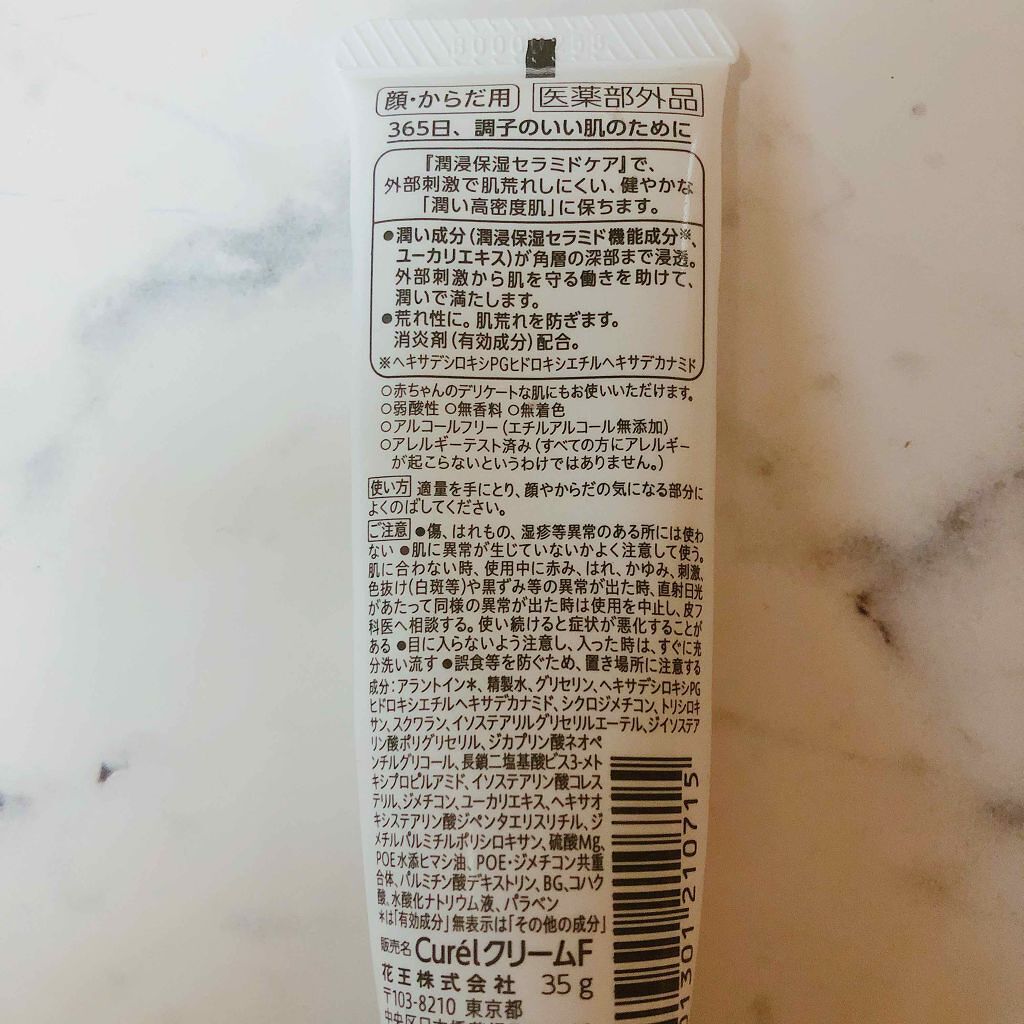 顔・からだ用 医薬部外品
365日、調子のいい肌のために
『潤浸保湿セラミドケア』で、
外部刺激で肌荒れしにくい、健やかな
「潤い高密度肌」に保ちます。
●潤い成分(潤浸保湿セラミド機能成分※、
ユーカリエキス)が角層の深部まで浸透。
外部刺激から肌を守る働きを助けて、
潤いで満たします。
●荒れ性に。肌荒れを防ぎます。
消炎剤(有効成分)配合。
※ヘキサデシロキシPGヒドロキシエチルヘキサデカナミド
○赤ちゃんのデリケートな肌にもお使いいただけます。
○弱酸性 ○無香料 ○無着色
○アルコールフリー(エチルアルコール無添加)
○アレルギーテスト済み(すべての方にアレルギー
が起こらないというわけではありません。)
使い方 適量を手にとり、顔やからだの気になる部分に
よくのばしてください。
ご注意 ●傷、はれもの、湿疹等異常のある所には使わ
ない ●肌に異常が生じていないかよく注意して使う。
肌に合わない時、使用中に赤み、はれ、かゆみ、刺激、
色抜け(白斑等)や黒ずみ等の異常が出た時、直射日光
があたって同様の異常が出た時は使用を中止し、皮フ
科医へ相談する。使い続けると症状が悪化することが
ある ●目に入らないよう注意し、入った時は、すぐに充
分洗い流す ●誤食等を防ぐため、置き場所に注意する
成分:アラントイン*、精製水、グリセリン、ヘキサデシロキシPG
ヒドロキシエチルヘキサデカナミド、シクロジメチコン、トリシロキ
サン、スクワラン、イソステアリルグリセリルエーテル、ジイソステア
リン酸ポリグリセリル、ジカプリン酸ネオペ
ンチルグリコール、長鎖二塩基酸ビス3-メト
キシプロピルアミド、イソステアリン酸コレス
テリル、ジメチコン、ユーカリエキス、ヘキサオ
キシステアリン酸ジペンタエリスリチル、ジ
メチルパルミチルポリシロキサン、硫酸Mg、
POE水添ヒマシ油、POE・ジメチコン共重
合体、パルミチン酸デキストリン、BG、コハク
酸、水酸化ナトリウム液、パラベン
*は「有効成分」無表示は「その他の成分」
販売名 Curélクリーム F
花王株式会社 35g
〒103-8210 東京都
中央区日本橋
01301 210715